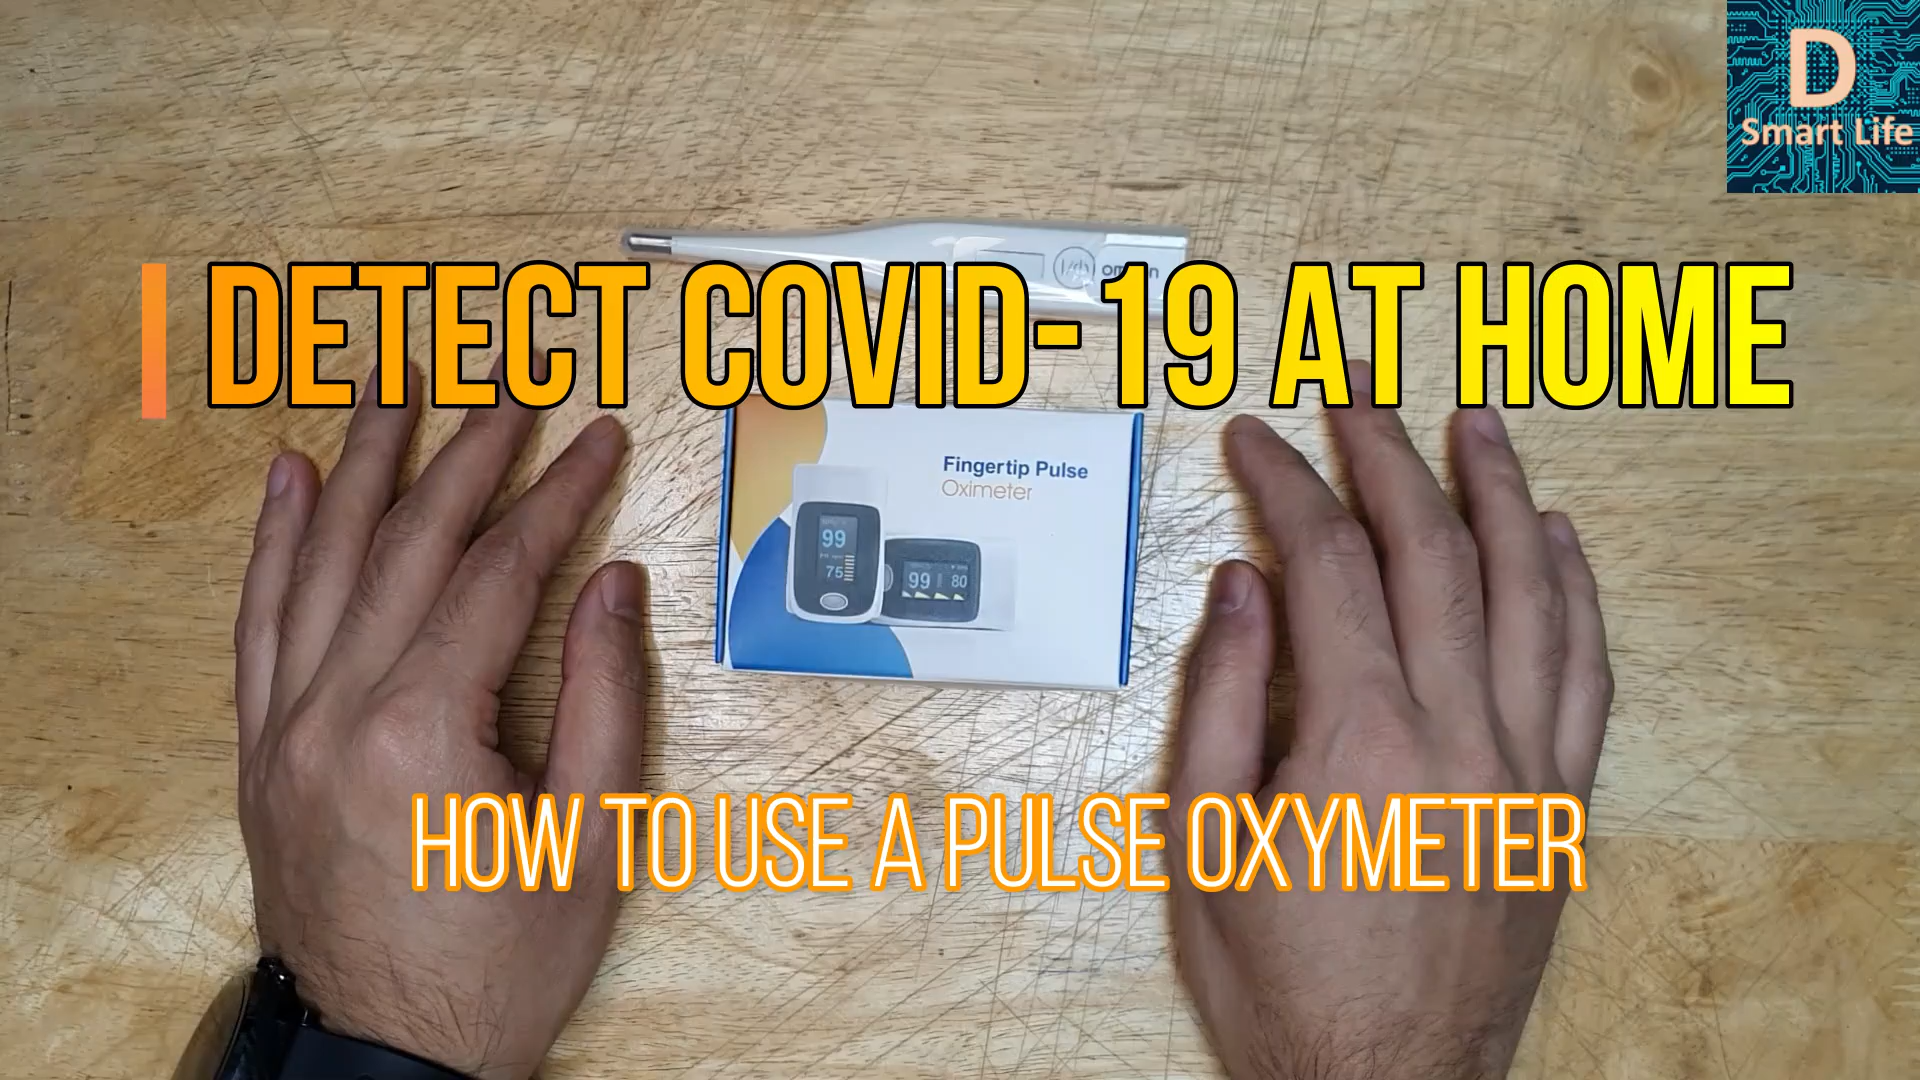 D
Smart Life
DETECT COVID-19 AT HOME
Fingertip Pulse
Oximeter
99
75
99 80
HOW TO USE A PULSE OXYMETER